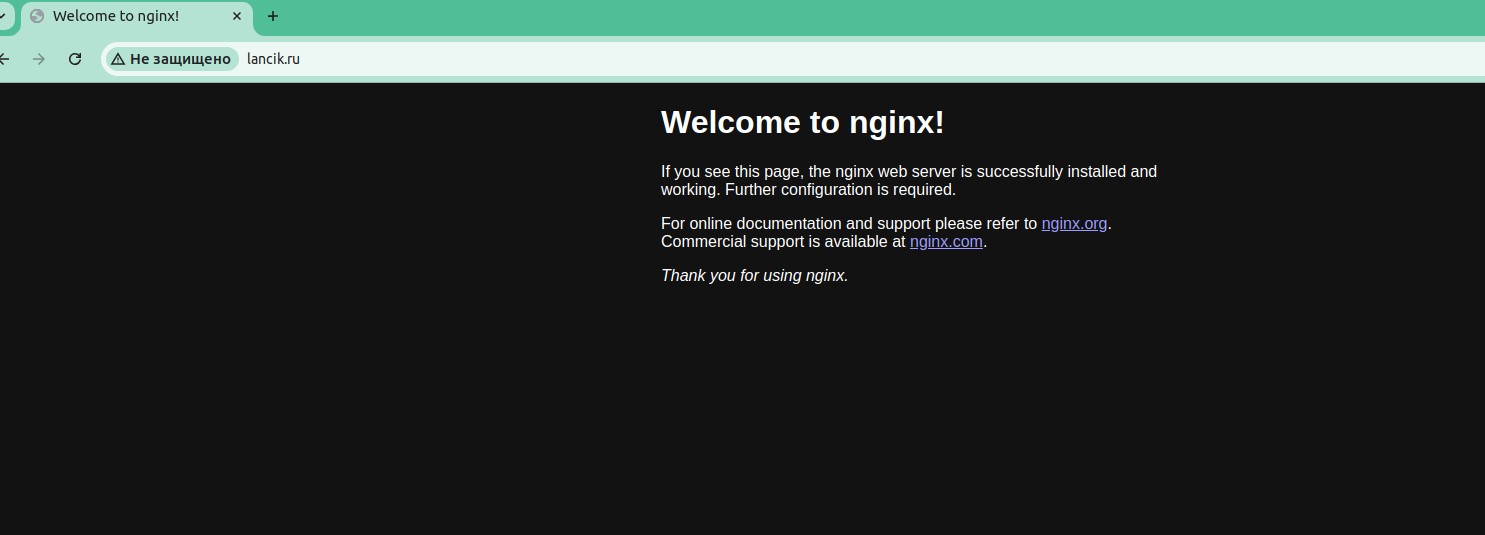 Welcome to nginx!
Не защищено lancik.ru
Welcome to nginx!
If you see this page, the nginx web server is successfully installed and
working. Further configuration is required.
For online documentation and support please refer to nginx.org.
Commercial support is available at nginx.com.
Thank you for using nginx.